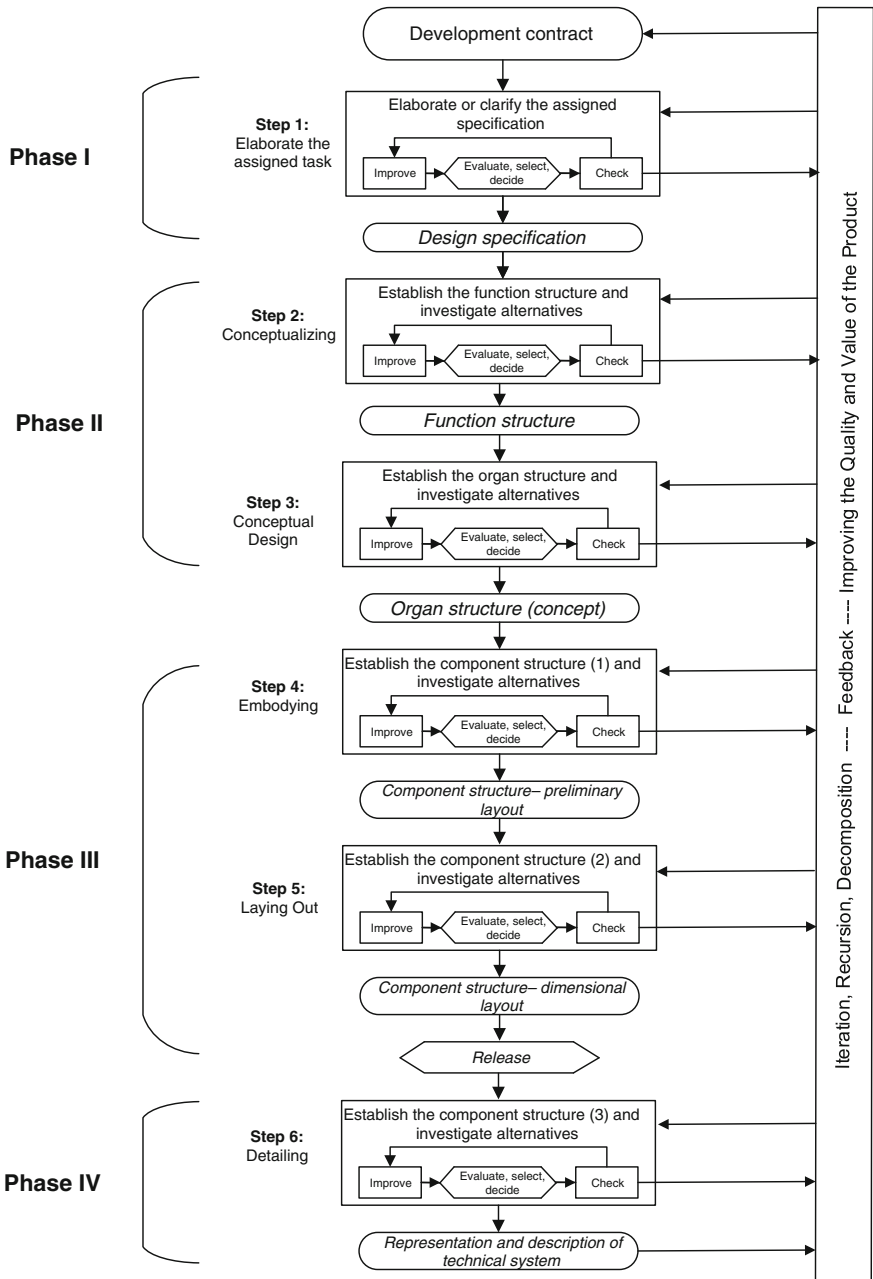 Development contract
Phase I
Step 1:
Elaborate the
assigned task
Elaborate or clarify the assigned
specification
Improve
Evaluate, select,
decide
Check
Design specification
Phase II
Step 2:
Conceptualizing
Establish the function structure and
investigate alternatives
Improve
Evaluate, select,
decide
Check
Function structure
Step 3:
Conceptual
Design
Establish the organ structure and
investigate alternatives
Improve
Evaluate, select,
decide
Check
Organ structure (concept)
Phase III
Step 4:
Embodying
Establish the component structure (1) and
investigate alternatives
Improve
Evaluate, select,
decide
Check
Component structure– preliminary
layout
Step 5:
Laying Out
Establish the component structure (2) and
investigate alternatives
Improve
Evaluate, select,
decide
Check
Component structure– dimensional
layout
Release
Phase IV
Step 6:
Detailing
Establish the component structure (3) and
investigate alternatives
Improve
Evaluate, select,
decide
Check
Representation and description of
technical system
Iteration, Recursion, Decomposition ---- Feedback ---- Improving the Quality and Value of the Product